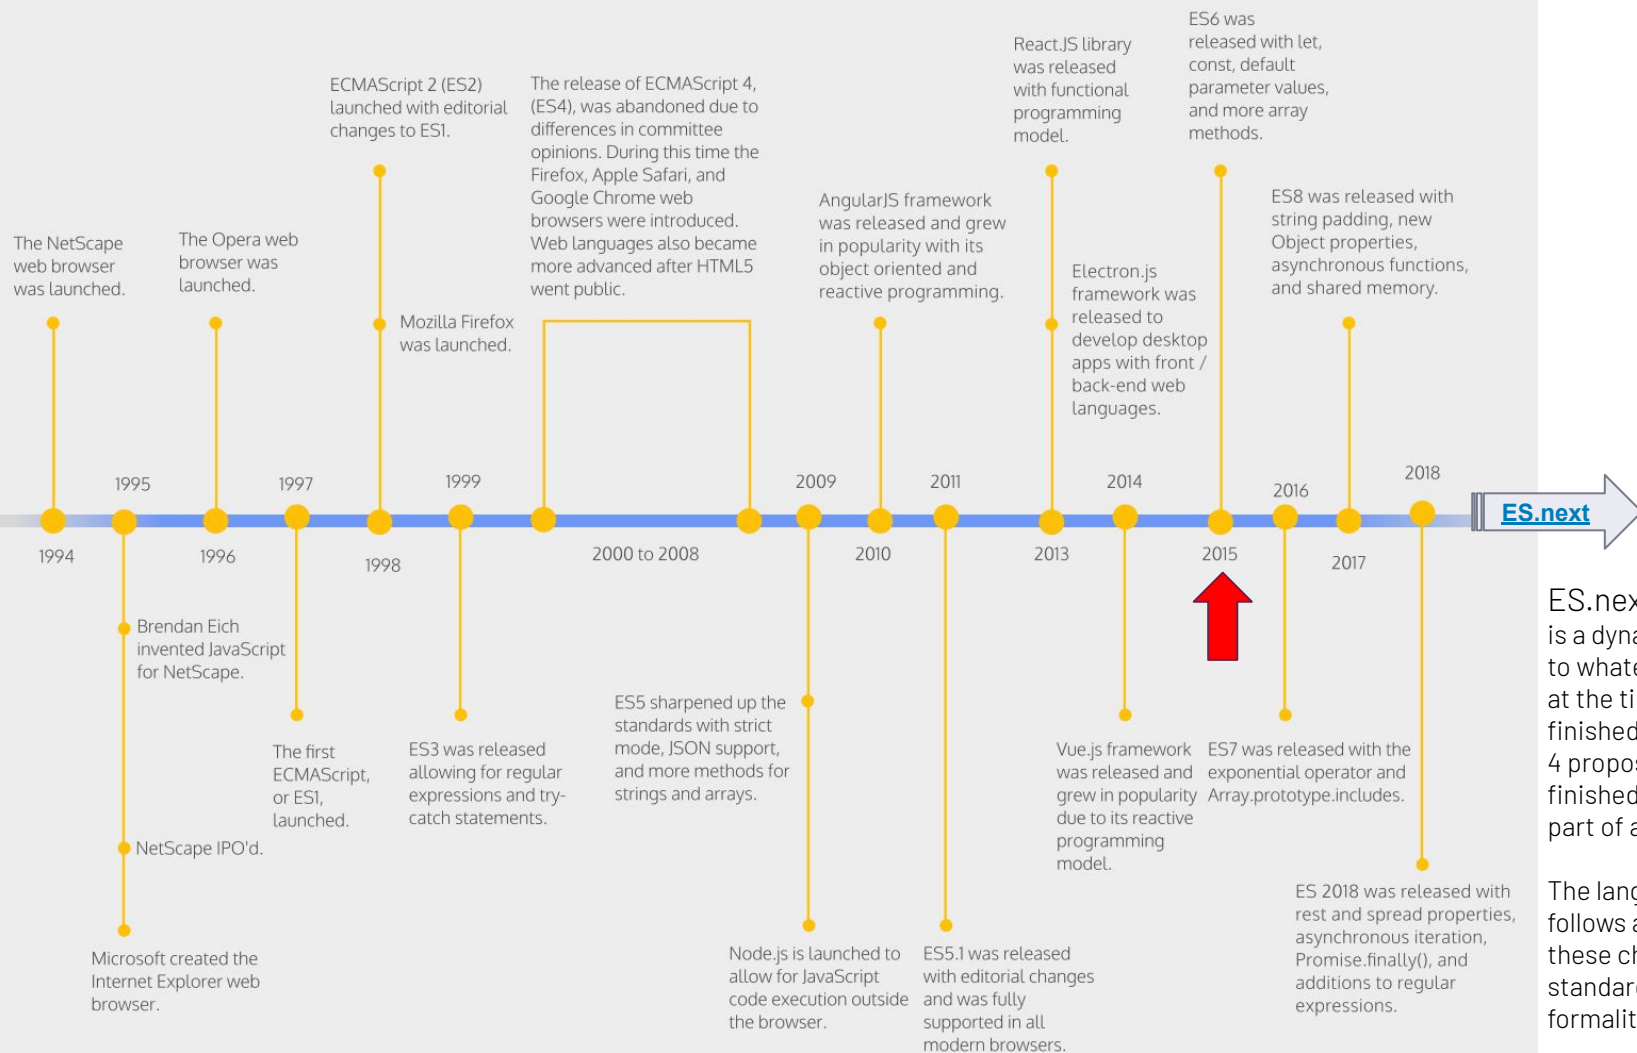 ES6 was
released with let,
const, default
parameter values,
and more array
methods.
React.JS library
was released
with functional
programming
model.
ECMAScript 2 (ES2)
launched with editorial
changes to ES1.
The release of ECMAScript 4,
(ES4), was abandoned due to
differences in committee
opinions. During this time the
Firefox, Apple Safari, and
Google Chrome web
browsers were introduced.
Web languages also became
more advanced after HTML5
went public.
AngularJS framework
was released and grew
in popularity with its
object oriented and
reactive programming.
ES8 was released with
string padding, new
Object properties,
asynchronous functions,
and shared memory.
The NetScape
web browser
was launched.
The Opera web
browser was
launched.
Mozilla Firefox
was launched.
Electron.js
framework was
released to
develop desktop
apps with front /
back-end web
languages.
1995
1997
1999
2009
2011
2014
2016
2018
ES.next
1994
1996
1998
2000 to 2008
2010
2013
2015
2017
Brendan Eich
invented JavaScript
for NetScape.
NetScape IPO'd.
Microsoft created the
Internet Explorer web
browser.
The first
ECMAScript,
or ES1,
launched.
ES3 was released
allowing for regular
expressions and try-
catch statements.
ES5 sharpened up the
standards with strict
mode, JSON support,
and more methods for
strings and arrays.
Node.js is launched to
allow for JavaScript
code execution outside
the browser.
ES5.1 was released
with editorial changes
and was fully
supported in all
modern browsers.
Vue.js framework
was released and
grew in popularity
due to its reactive
programming
model.
ES7 was released with the
exponential operator and
Array.prototype.includes.
ES 2018 was released with
rest and spread properties,
asynchronous iteration,
Promise.finally(), and
additions to regular
expressions.
is a
to
at the
finished
4
finished
part of a
The
follows a
these